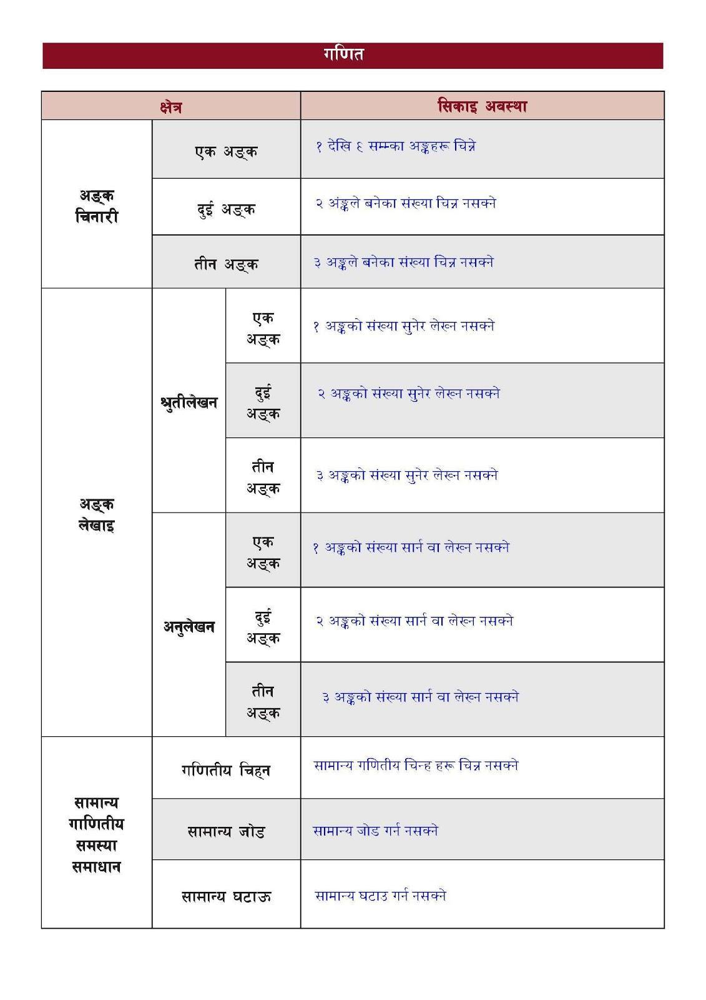 गणित
क्षेत्र
सिकाइ अवस्था
अङ्क
चिनारी
एक अङ्क
१ देखि ९ सम्म्का अङ्कहरू चिन्ने
दुई अङ्क
२ अंङ्कले बनेका संख्या चिन्न नसक्ने
तीन अङ्क
३ अङ्कले बनेका संख्या चिन्न नसक्ने
अङ्क
लेखाइ
श्रुतीलेखन
एक
अङ्क
१ अङ्कको संख्या सुनेर लेख्न नसक्ने
दुई
अङ्क
२ अङ्कको संख्या सुनेर लेख्न नसक्ने
तीन
अङ्क
३ अङ्कको संख्या सुनेर लेख्न नसक्ने
अनुलेखन
एक
अङ्क
१ अङ्कको संख्या सार्न वा लेख्न नसक्ने
दुई
अङ्क
२ अङ्कको संख्या सार्न वा लेख्न नसक्ने
तीन
अङ्क
३ अङ्कको संख्या सार्न वा लेख्न नसक्ने
सामान्य
गाणितीय
समस्या
समाधान
गणितीय चिह्न
सामान्य गणितीय चिन्ह हरू चिन्न नसक्ने
सामान्य जोड
सामान्य जोड गर्न नसक्ने
सामान्य घटाऊ
सामान्य घटाउ गर्न नसक्ने